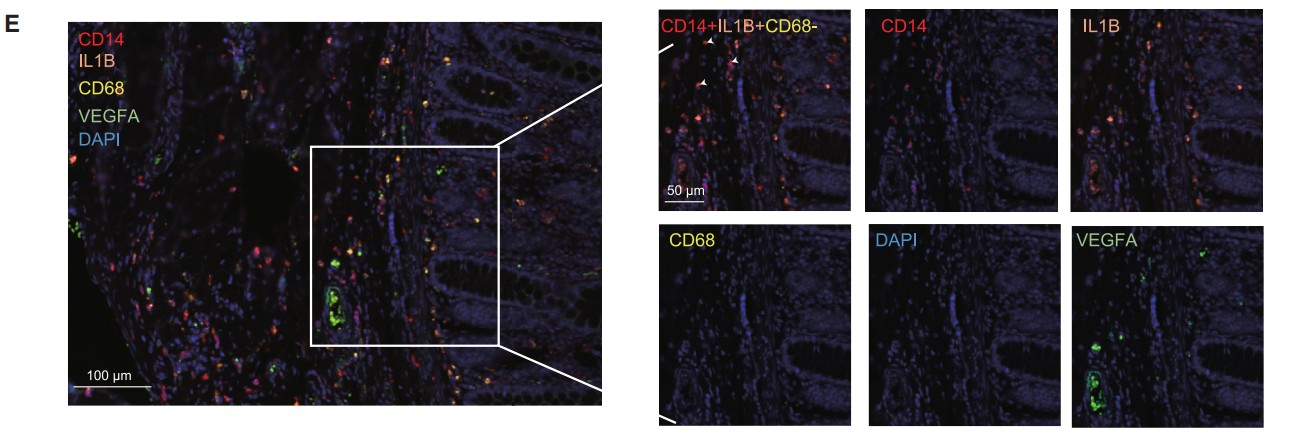 E
CD14
IL1B
CD68
VEGFA
DAPI
100 µm
CD14+IL1B+CD68-
50 µm
CD14
IL1B
CD68
DAPI
VEGFA